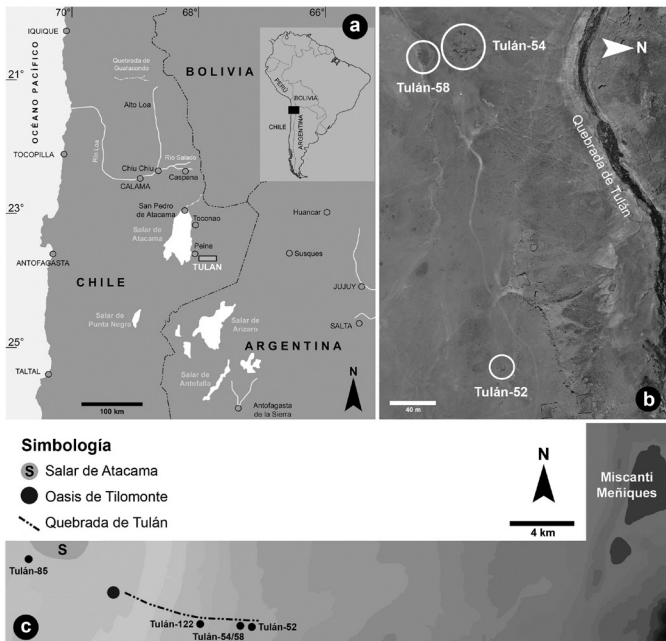 70°
68°
66°
a
IQUIQUE
Quebrada de
Guatacondo
BOLIVIA
21°
OCÉANO PACÍFICO
Alto Loa
PERÚ
BOLIVIA
CHILE
ARGENTINA
TOCOPILLA
Río Loa
Chiu Chiu
Río Salado
CALAMA
Caspana
23°
San Pedro
de Atacama
Toconao
Huancar
Salar de
Atacama
Peine
Susques
ANTOFAGASTA
TULÁN
CHILE
JUJUY
Salar de
Punta Negra
Salar de
Arizaro
SALTA
25°
ARGENTINA
TALTAL
Salar de
Antofalla
N
100 km
Antofagasta
de la Sierra
Tulán-54
Tulán-58
N
Quebrada de Tulán
Tulán-52
40 m
b
Simbología
S Salar de Atacama
Oasis de Tilomonte
Quebrada de Tulán
N
4 km
Miscanti
Meñiques
S
Tulán-85
Tulán-122
Tulán-54/58
Tulán-52
c